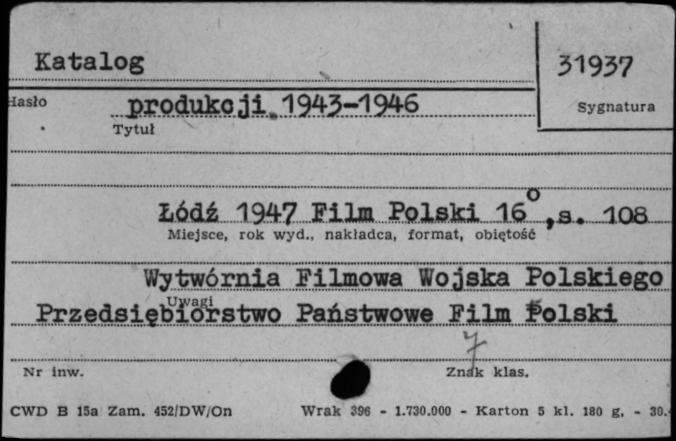 Katalog
31937
Hasło
produkcji 1943-1946
Sygnatura
Tytuł
Łódź 1947 Film Polski 16°, s. 108
Miejsce, rok wyd., nakładca, format, objętość
Wytwórnia Filmowa Wojska Polskiego
Uwagi
Przedsiębiorstwo Państwowe Film Polski
7
Nr inw.
Znak klas.
CWD B 15a Zam. 452/DW/On Wrak 396 - 1.730.000 - Karton 5 kl. 180 g, - 30.